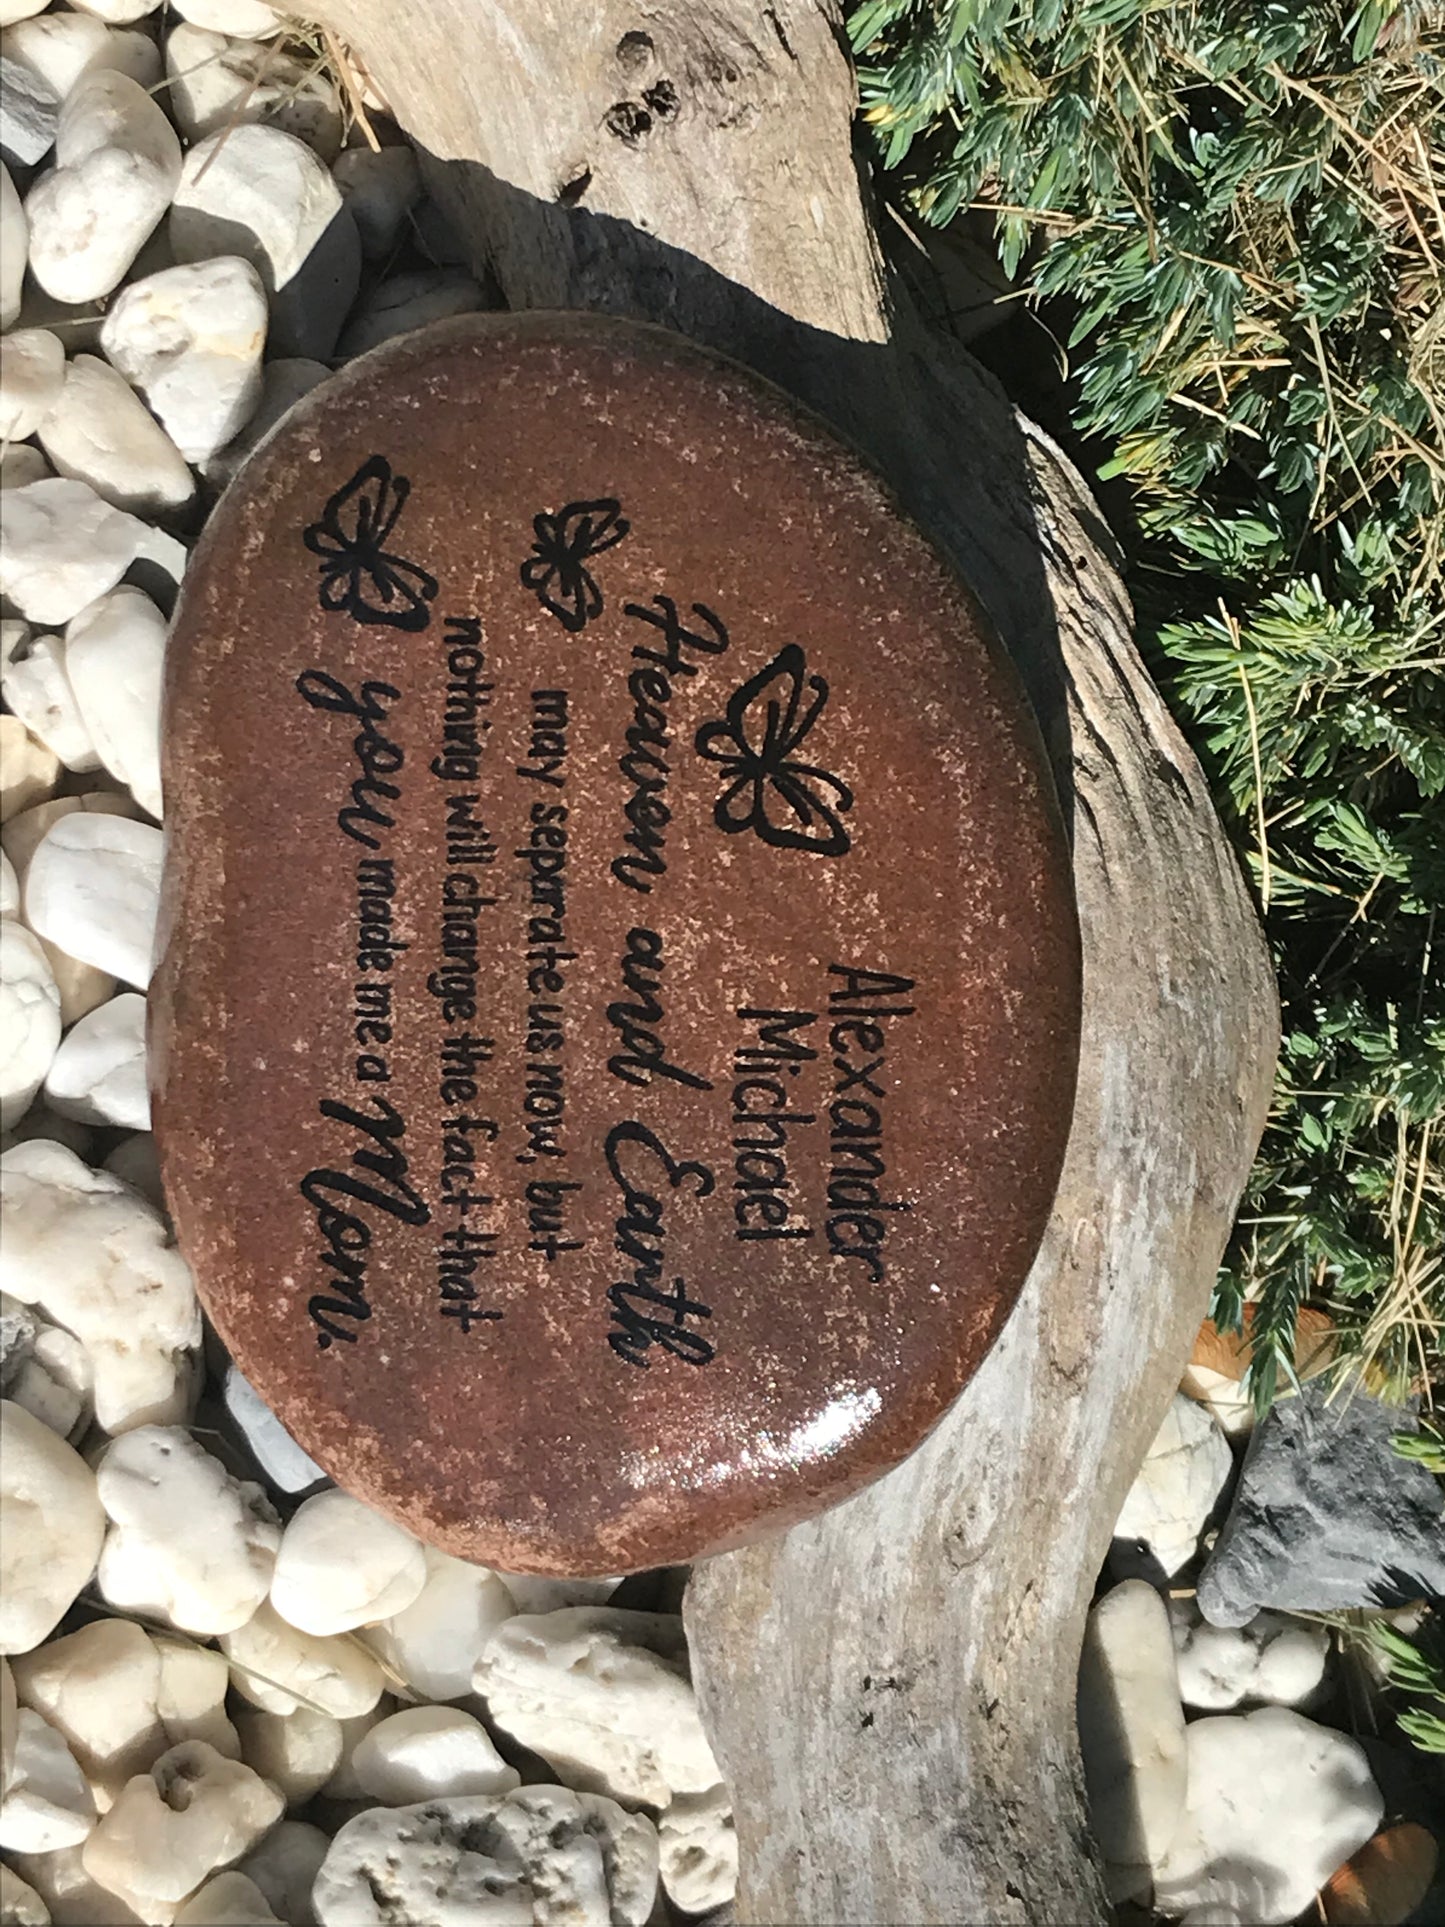 Alexander
Michael
Heaven and Earth
may separate us now, but
nothing will change the fact that
you made me a Mom.